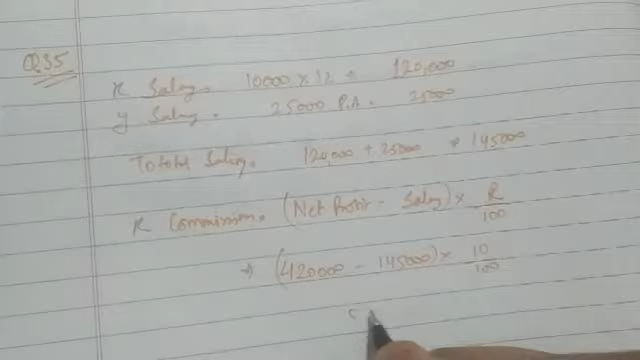 Q35
X Salary = 10000 × 12 = 120,000
y Salary = 25000 P.A. = 25000
Total Salary = 120,000 + 25000 = 145000
X Commission = (Net Profit - Salary) × R/100
⇒ (420000 - 145000) × 10/100